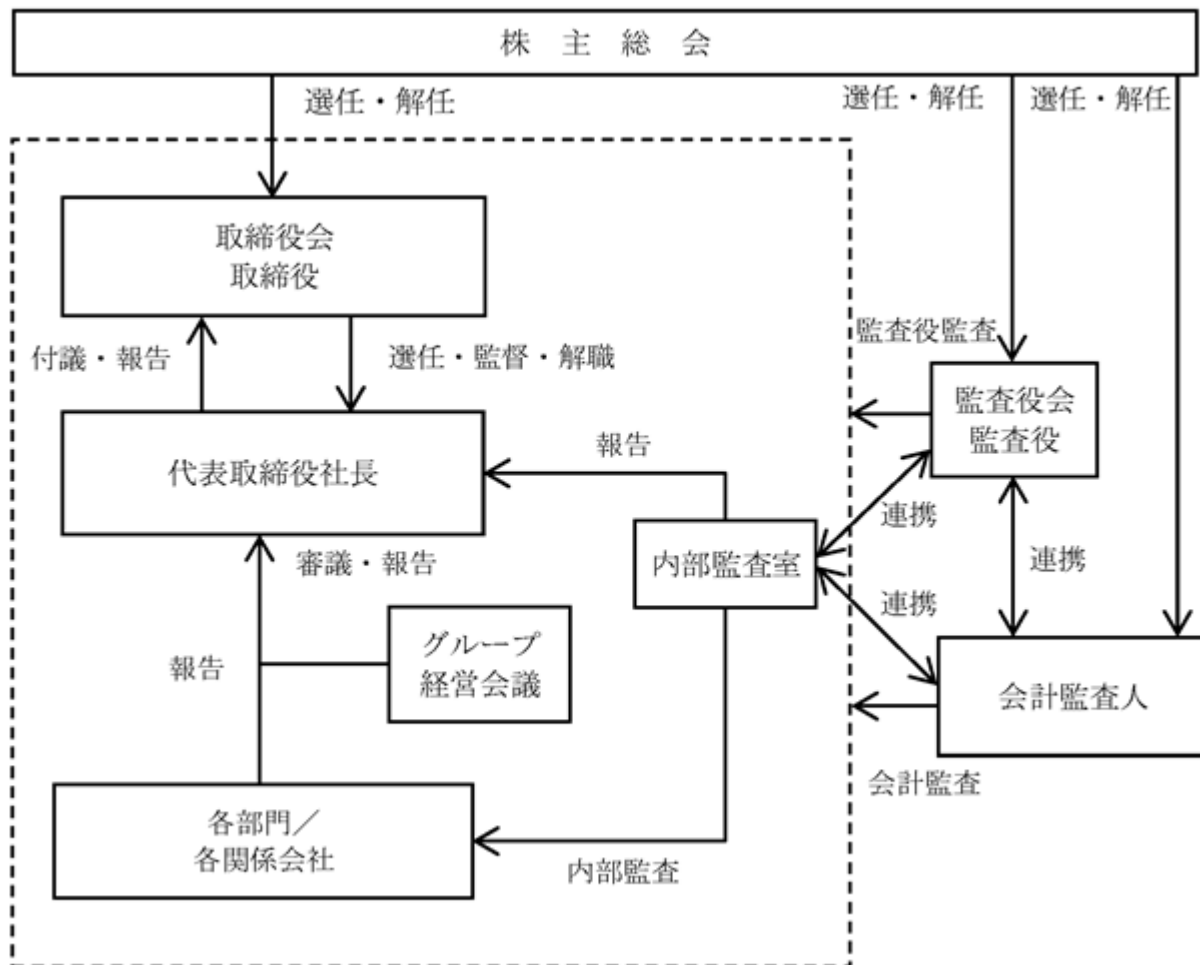 株 主 総 会
選任・解任
選任・解任
選任・解任
取締役会
取締役
付議・報告
選任・監督・解職
監査役監査
監査役会
監査役
代表取締役社長
報告
連携
審議・報告
内部監査室
連携
連携
グループ
経営会議
報告
会計監査人
会計監査
各部門／
各関係会社
内部監査